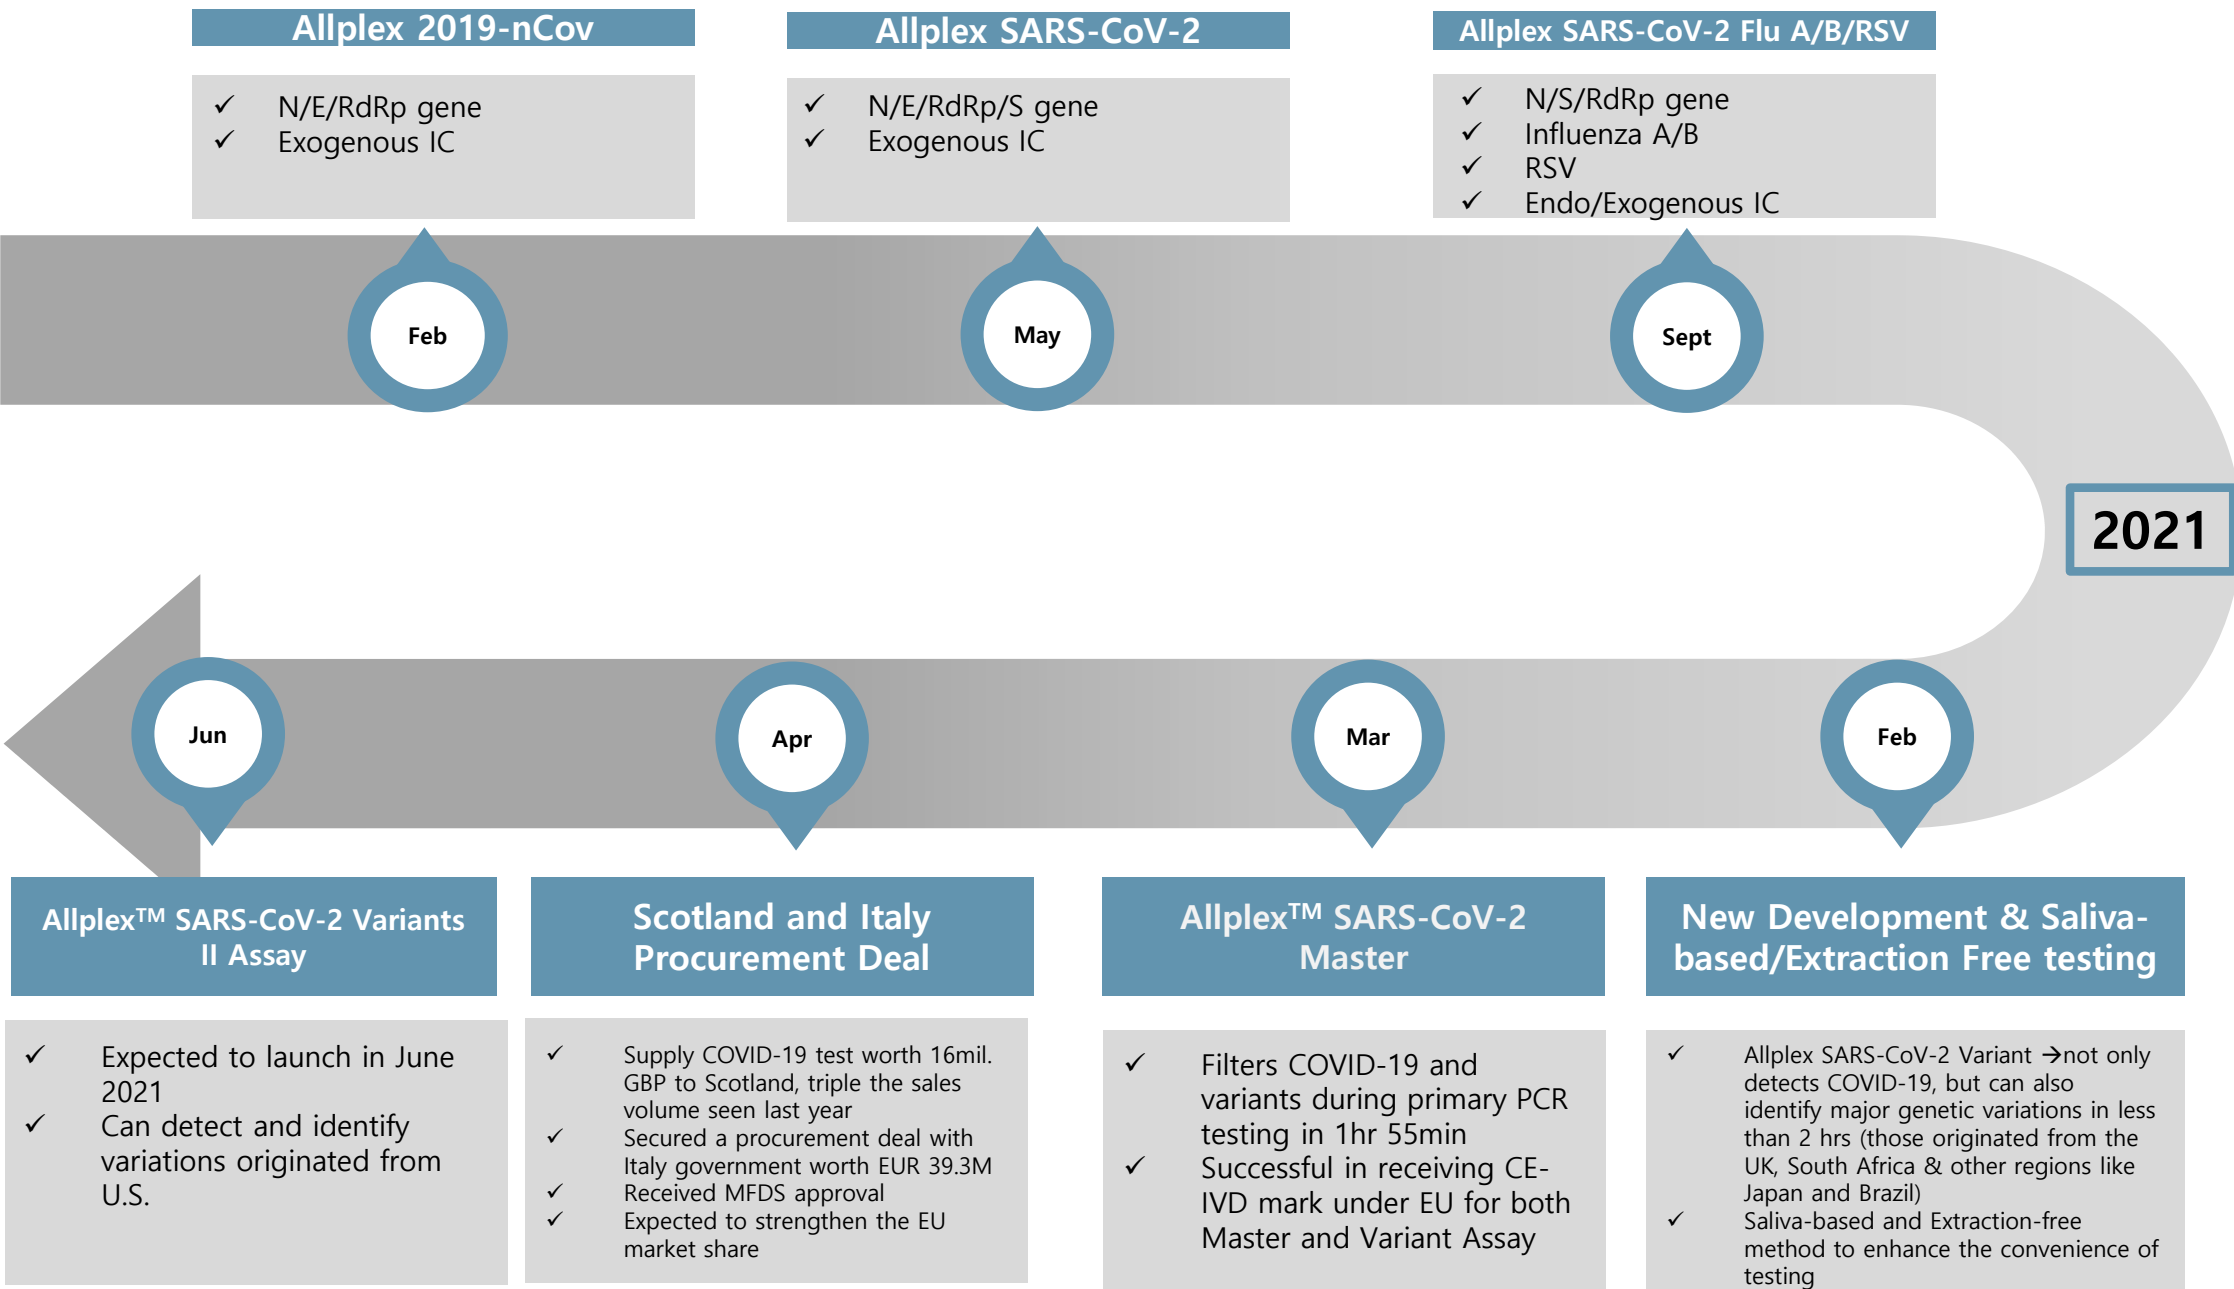 Allplex 2019-nCov
✓ N/E/RdRp gene
✓ Exogenous IC
Allplex SARS-CoV-2
✓ N/E/RdRp/S gene
✓ Exogenous IC
Allplex SARS-CoV-2 Flu A/B/RSV
✓ N/S/RdRp gene
✓ Influenza A/B
✓ RSV
✓ Endo/Exogenous IC
Feb
May
Sept
2021
Jun
Apr
Mar
Feb
Allplex™ SARS-CoV-2 Variants
II Assay
✓ Expected to launch in June
2021
✓ Can detect and identify
variations originated from
U.S.
Scotland and Italy
Procurement Deal
✓ Supply COVID-19 test worth 16mil.
GBP to Scotland, triple the sales
volume seen last year
✓ Secured a procurement deal with
Italy government worth EUR 39.3M
✓ Received MFDS approval
✓ Expected to strengthen the EU
market share
Allplex™ SARS-CoV-2
Master
✓ Filters COVID-19 and
variants during primary PCR
testing in 1hr 55min
✓ Successful in receiving CE-
IVD mark under EU for both
Master and Variant Assay
New Development & Saliva-
based/Extraction Free testing
✓ Allplex SARS-CoV-2 Variant →not only
detects COVID-19, but can also
identify major genetic variations in less
than 2 hrs (those originated from the
UK, South Africa & other regions like
Japan and Brazil)
✓ Saliva-based and Extraction-free
method to enhance the convenience of
testing